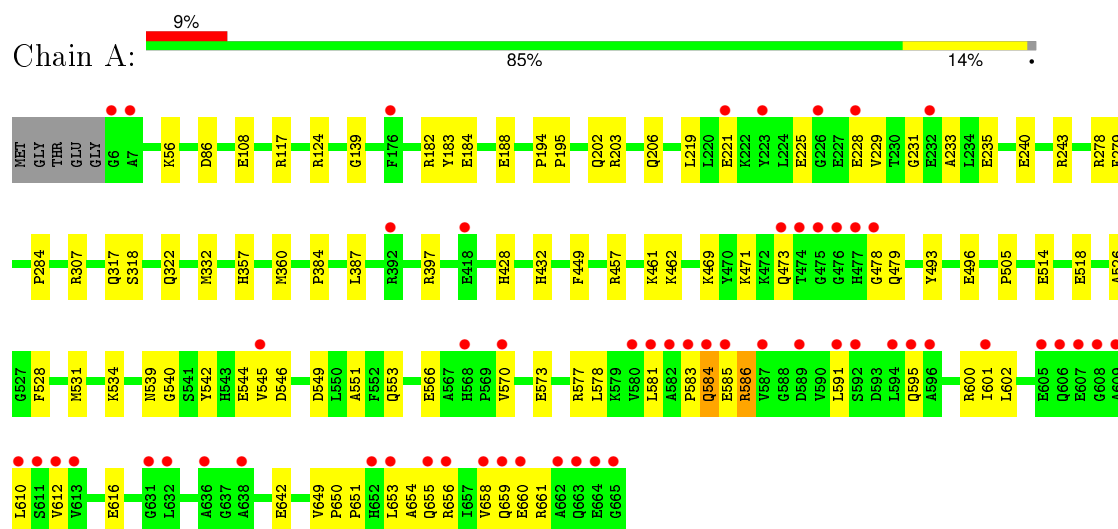 9%
Chain A:
85% 14% •
MET GLY THR GLU GLY G6 A7 K56 D86 E108 R117 R124 G139 F176 R182 Y183 E184 E188 P194 P195 Q202 R203 Q206 L219 L220 E221 K222 Y223 L224 E225 G226 E227 E228 V229 T230 G231 E232 A233 L234 E235 E240 R243 R278
P284 R307 Q317 S318 Q322 M332 H357 M360 P384 L387 R392 R397 E418 H428 H432 F449 R457 K461 K462 K469 Y470 K471 K472 Q473 T474 G475 G476 H477 G478 Q479 Y493 E496 P505 E514 E518
G527 F528 M531 K534 N539 G540 S541 Y542 H543 E544 V545 D546 D549 L550 A551 F552 Q553 E566 A567 H568 P569 V570 E573 R577 L578 K579 V580 L581 A582 P583 Q584 E585 R586 V587 G588 D589 V590 L591 S592 D593 L594 Q595 A596 R600 I601 L602 E605 Q606 E607 G608
L610 S611 V612 V613 E616 G631 L632 A636 G637 A638 E642 V649 P650 P651 H652 L653 A654 Q655 R656 I657 V658 Q659 E660 R661 A662 Q663 E664 G665